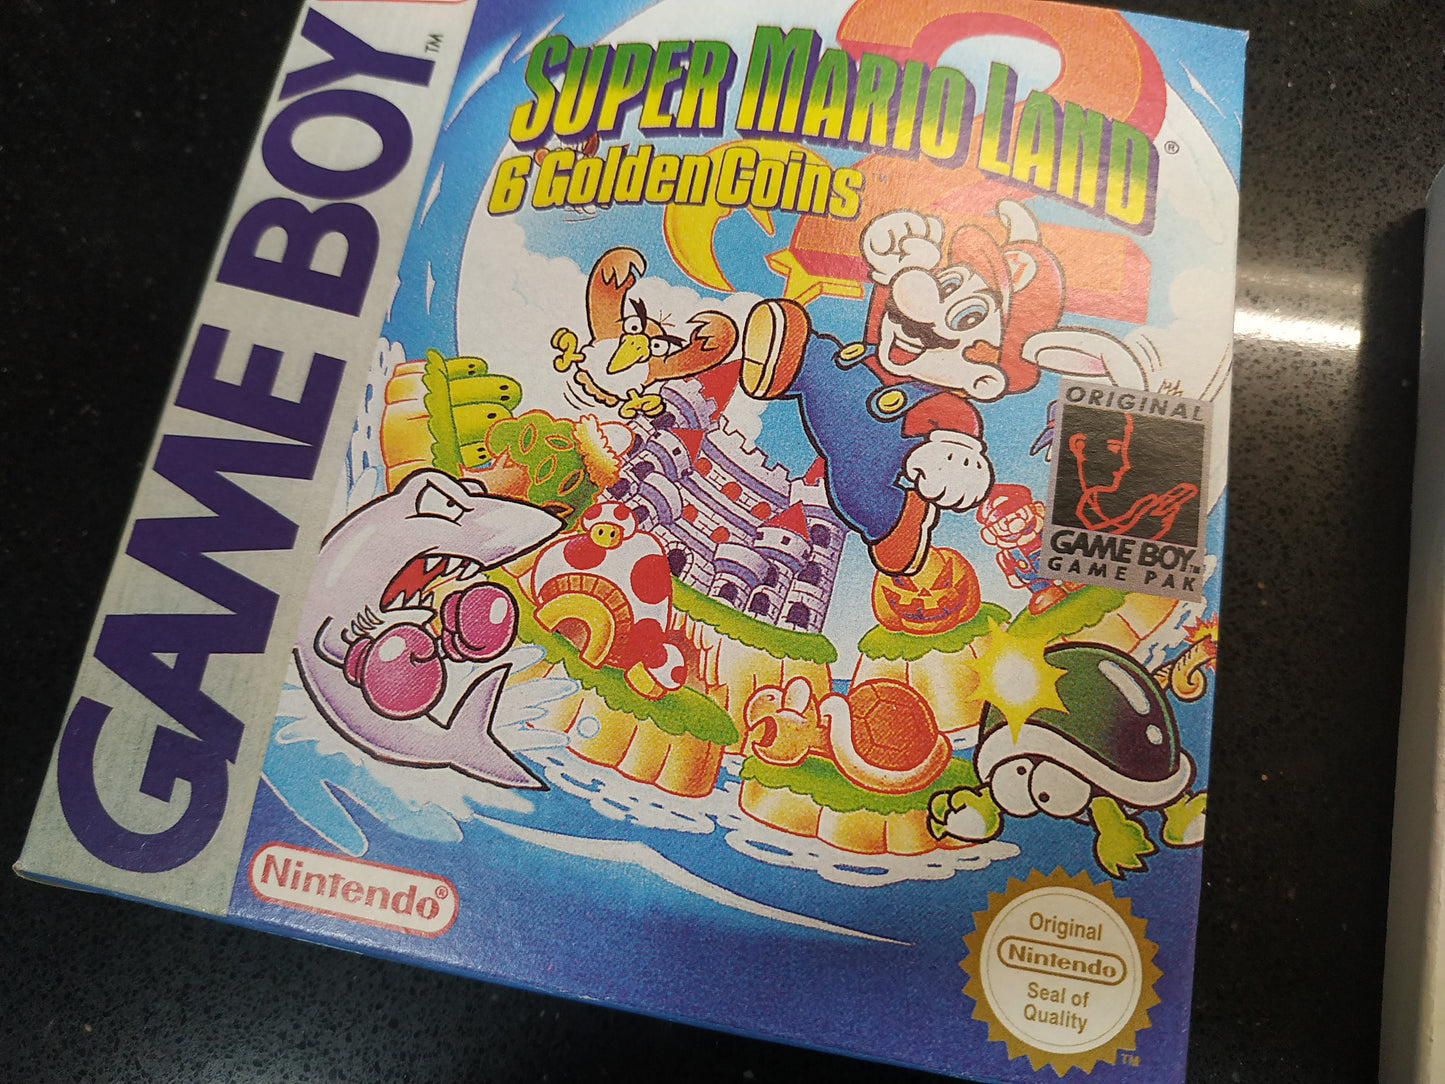 GAME BOY™
2
SUPER MARIO LAND®
6 Golden Coins™
M
ORIGINAL
GAME BOY™
GAME PAK
Nintendo®
Original
Nintendo
Seal of
Quality
TM